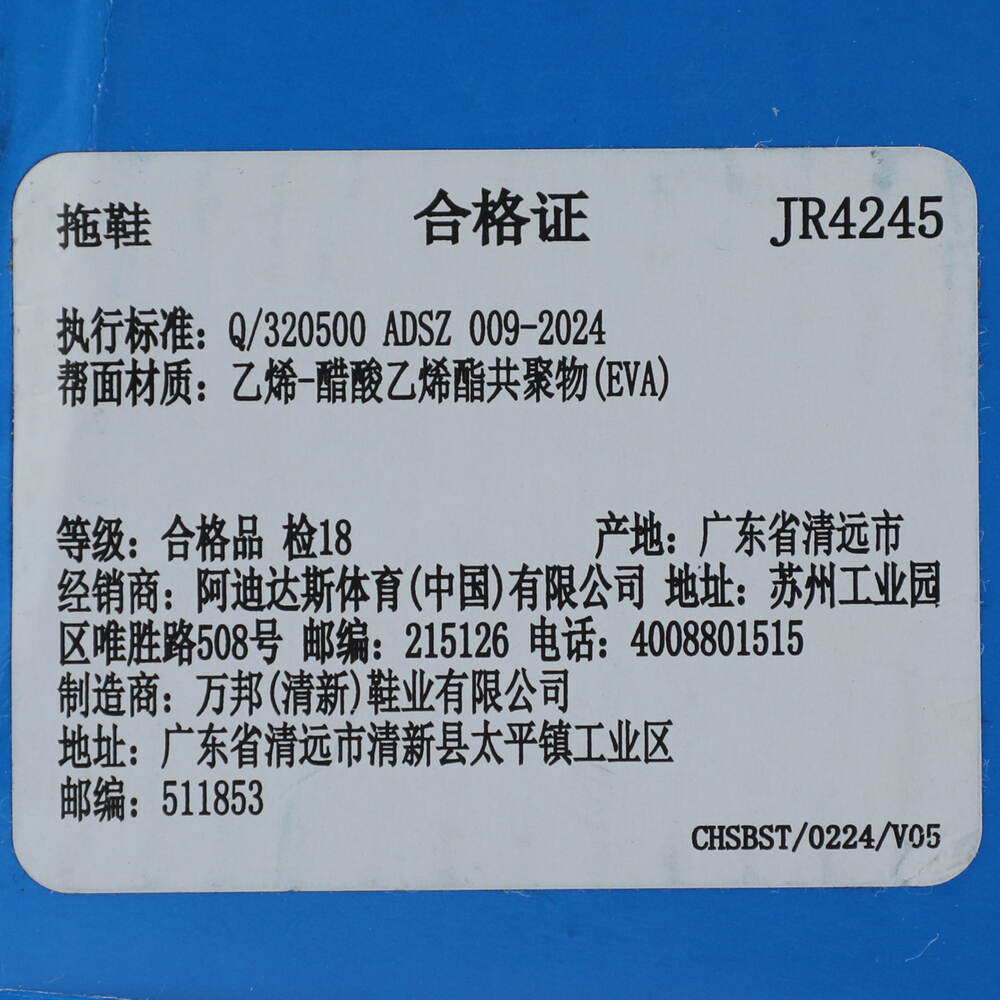 拖鞋 合格证 JR4245
执行标准：Q/320500 ADSZ 009-2024
帮面材质：乙烯-醋酸乙烯酯共聚物(EVA)
等级：合格品 检18 产地：广东省清远市
经销商：阿迪达斯体育(中国)有限公司 地址：苏州工业园
区唯胜路508号 邮编：215126 电话：4008801515
制造商：万邦(清新)鞋业有限公司
地址：广东省清远市清新县太平镇工业区
邮编：511853
CHSBST/0224/V05